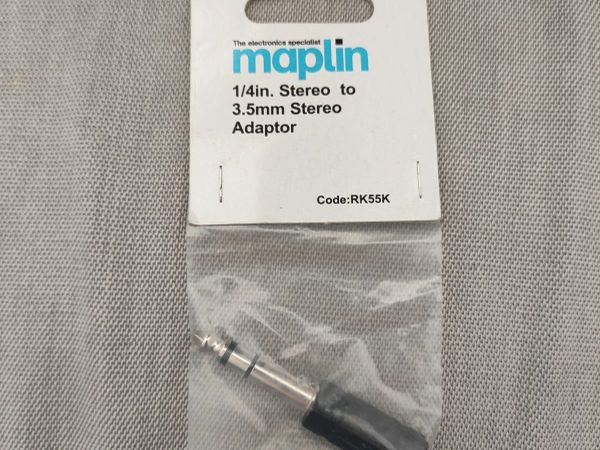 The electronics specialist
maplin
1/4in. Stereo to
3.5mm Stereo
Adaptor
Code:RK55K